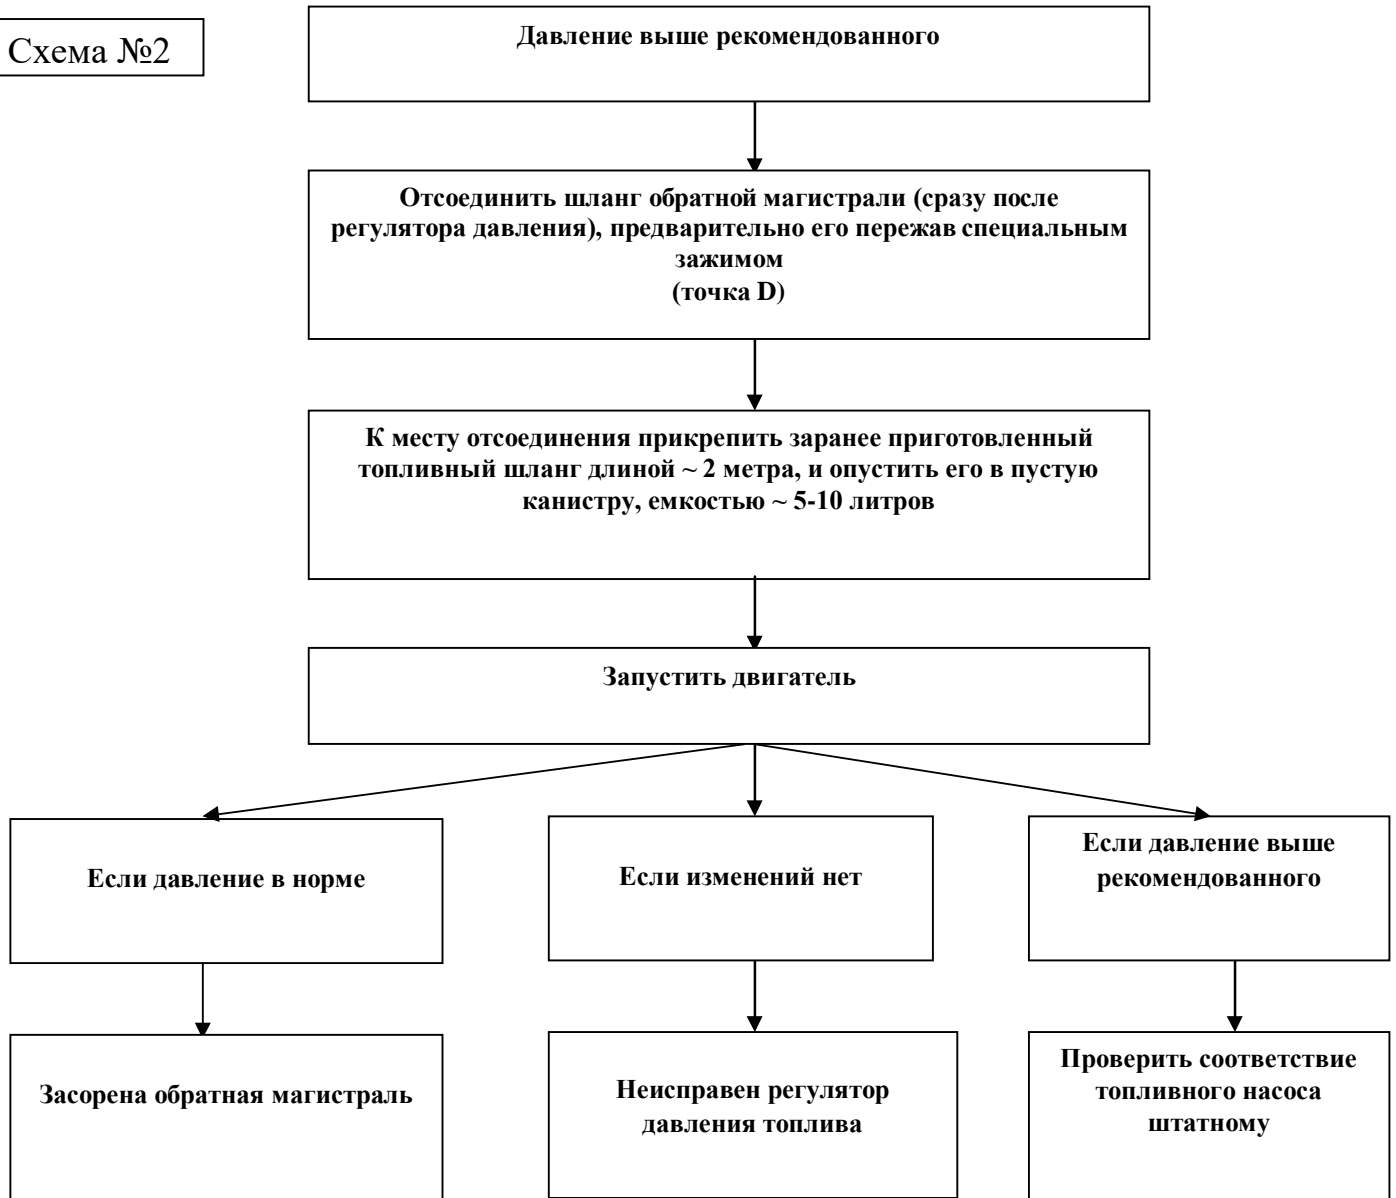 Схема №2
Давление выше рекомендованного
Отсоединить шланг обратной магистрали (сразу после
регулятора давления), предварительно его пережав специальным
зажимом
(точка D)
К месту отсоединения прикрепить заранее приготовленный
топливный шланг длиной ~ 2 метра, и опустить его в пустую
канистру, емкостью ~ 5-10 литров
Запустить двигатель
Если давление в норме
Если изменений нет
Если давление выше
рекомендованного
Засорена обратная магистраль
Неисправен регулятор
давления топлива
Проверить соответствие
топливного насоса
штатному